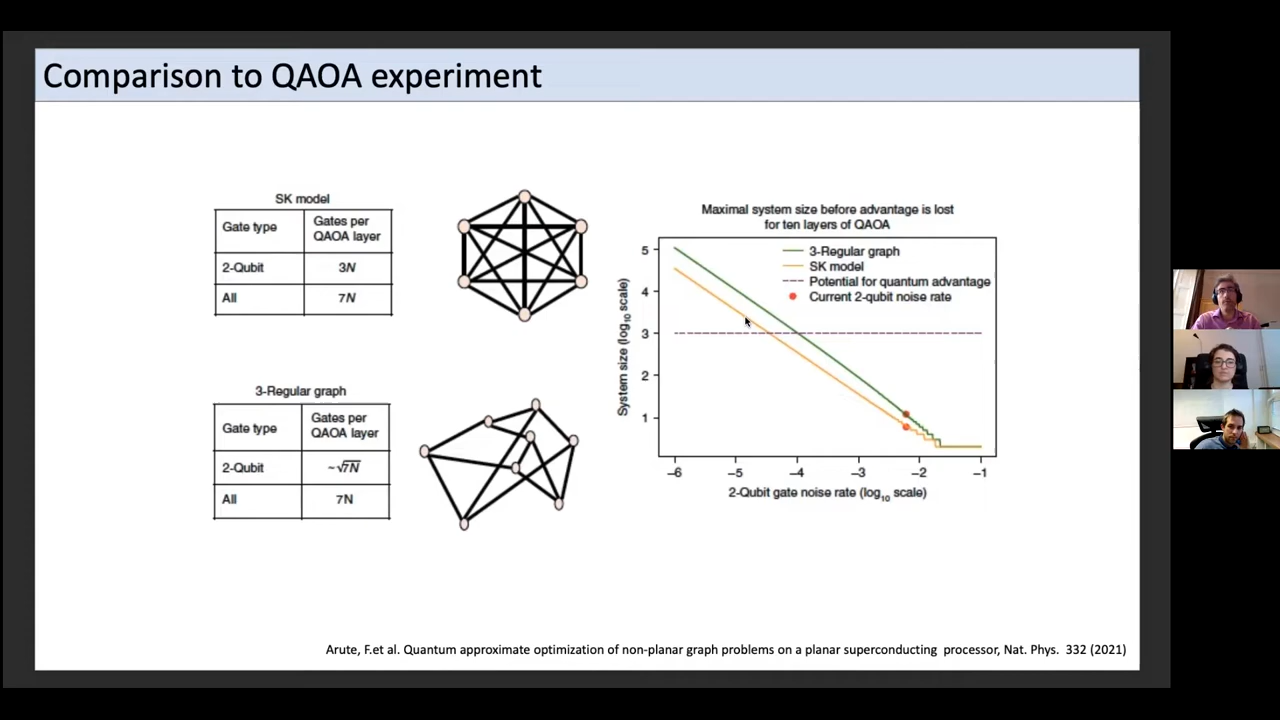 Comparison to QAOA experiment
SK model
Gate type
Gates per
QAOA layer
2-Qubit
3N
All
7N
3-Regular graph
Gate type
Gates per
QAOA layer
2-Qubit
~√7N
All
7N
Maximal system size before advantage is lost
for ten layers of QAOA
3-Regular graph
SK model
Potential for quantum advantage
Current 2-qubit noise rate
System size (log10 scale)
5
4
3
2
1
−6
−5
−4
−3
−2
−1
2-Qubit gate noise rate (log10 scale)
Arute, F.et al. Quantum approximate optimization of non-planar graph problems on a planar superconducting processor, Nat. Phys. 332 (2021)